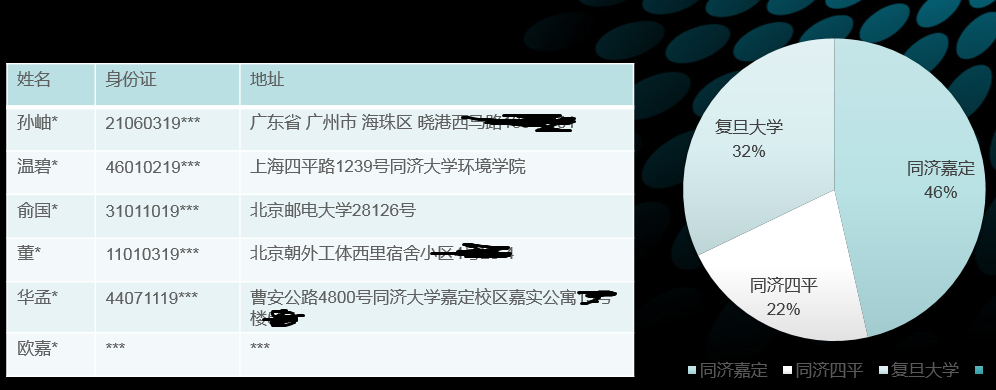 姓名 身份证 地址
孙岫* 21060319*** 广东省 广州市 海珠区 晓港西马路
温碧* 46010219*** 上海四平路1239号同济大学环境学院
俞国* 31011019*** 北京邮电大学28126号
董* 11010319*** 北京朝外工体西里宿舍小区
华孟* 44071119*** 曹安公路4800号同济大学嘉定校区嘉实公寓
楼
欧嘉* *** ***
复旦大学
32%
同济嘉定
46%
同济四平
22%
同济嘉定 同济四平 复旦大学